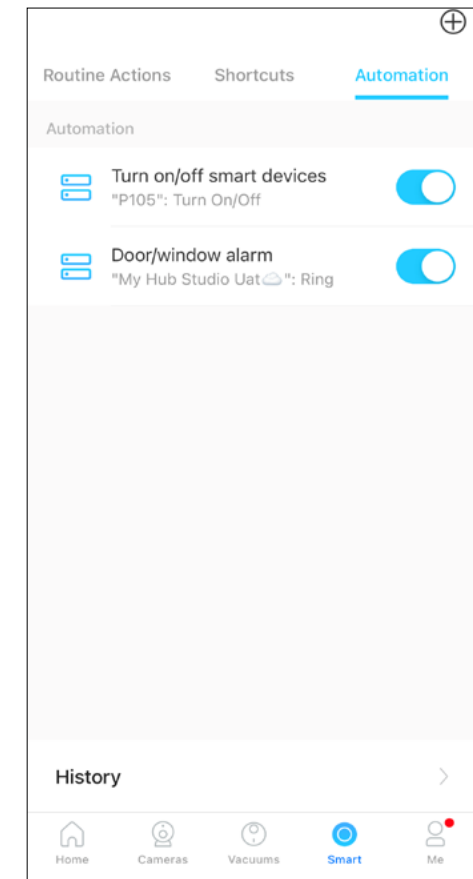 Routine Actions Shortcuts Automation
Automation
Turn on/off smart devices
"P105": Turn On/Off
Door/window alarm
"My Hub Studio Uat☁️": Ring
History
Home Cameras Vacuums Smart Me